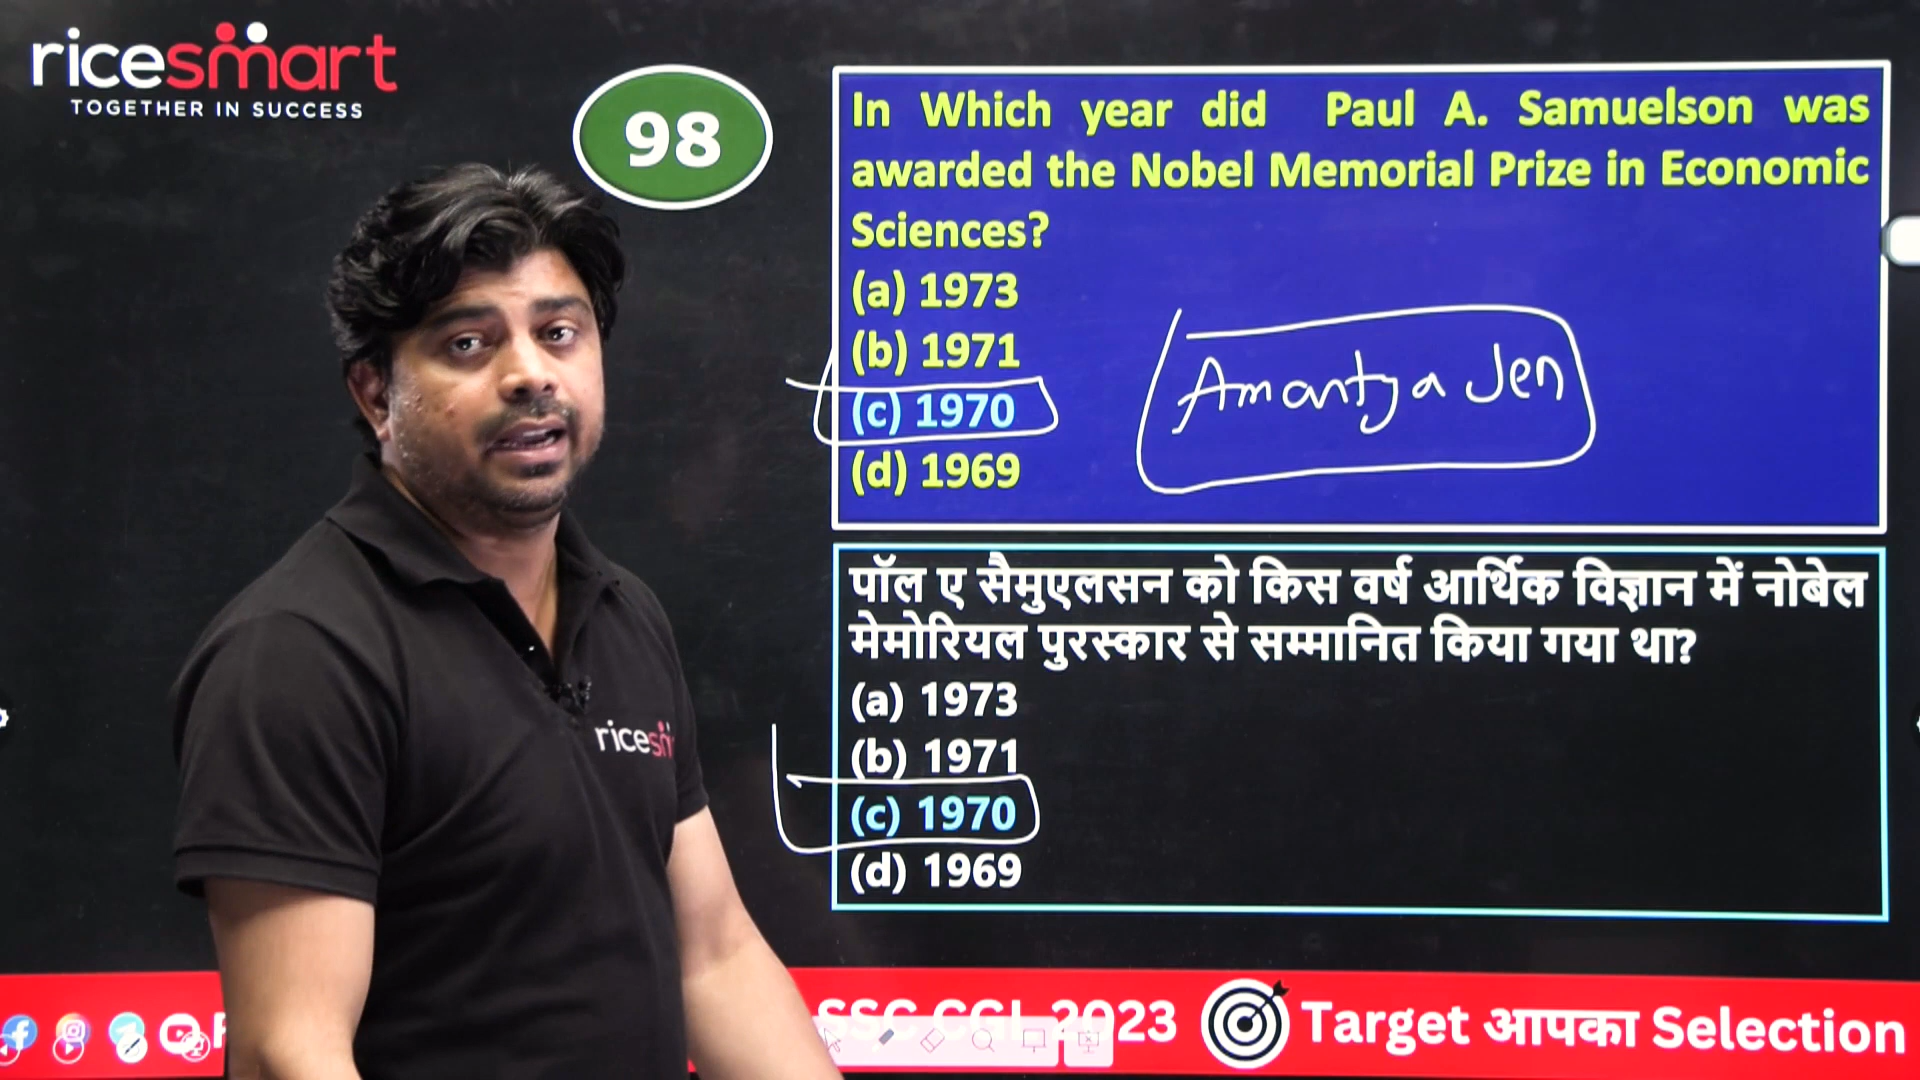 ricesmart
TOGETHER IN SUCCESS
98
In Which year did Paul A. Samuelson was
awarded the Nobel Memorial Prize in Economic
Sciences?
(a) 1973
(b) 1971
(c) 1970
(d) 1969
Amartya Sen
पॉल ए सैमुएलसन को किस वर्ष आर्थिक विज्ञान में नोबेल
मेमोरियल पुरस्कार से सम्मानित किया गया था?
(a) 1973
(b) 1971
(c) 1970
(d) 1969
ricesm
SSC CGL 2023
Target आपका Selection